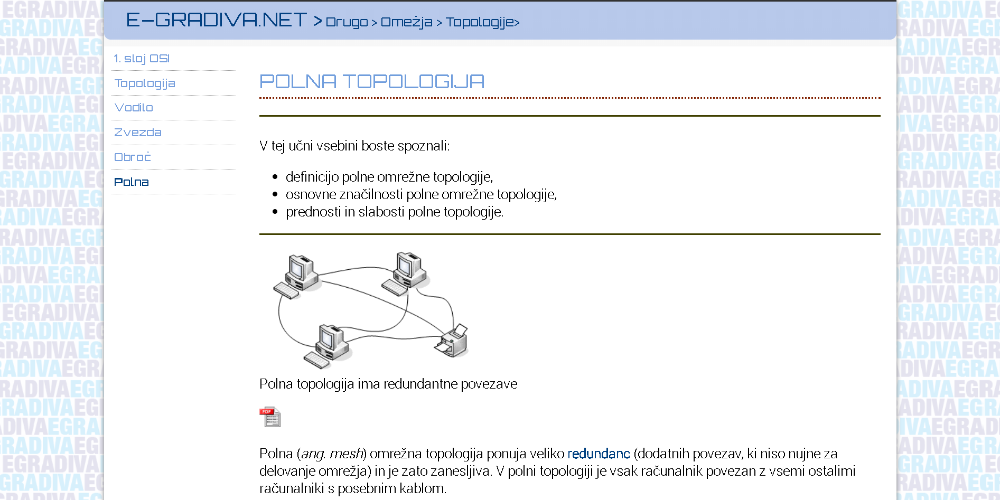 E-GRADIVA.NET > Drugo > Omežja > Topologije>
1. sloj OSI
Topologija
Vodilo
Zvezda
Obroč
Polna
POLNA TOPOLOGIJA
V tej učni vsebini boste spoznali:
definicijo polne omrežne topologije,
osnovne značilnosti polne omrežne topologije,
prednosti in slabosti polne topologije.
Polna topologija ima redundantne povezave
PDF
Polna (ang. mesh) omrežna topologija ponuja veliko redundanc (dodatnih povezav, ki niso nujne za
delovanje omrežja) in je zato zanesljiva. V polni topologiji je vsak računalnik povezan z vsemi ostalimi
računalniki s posebnim kablom.